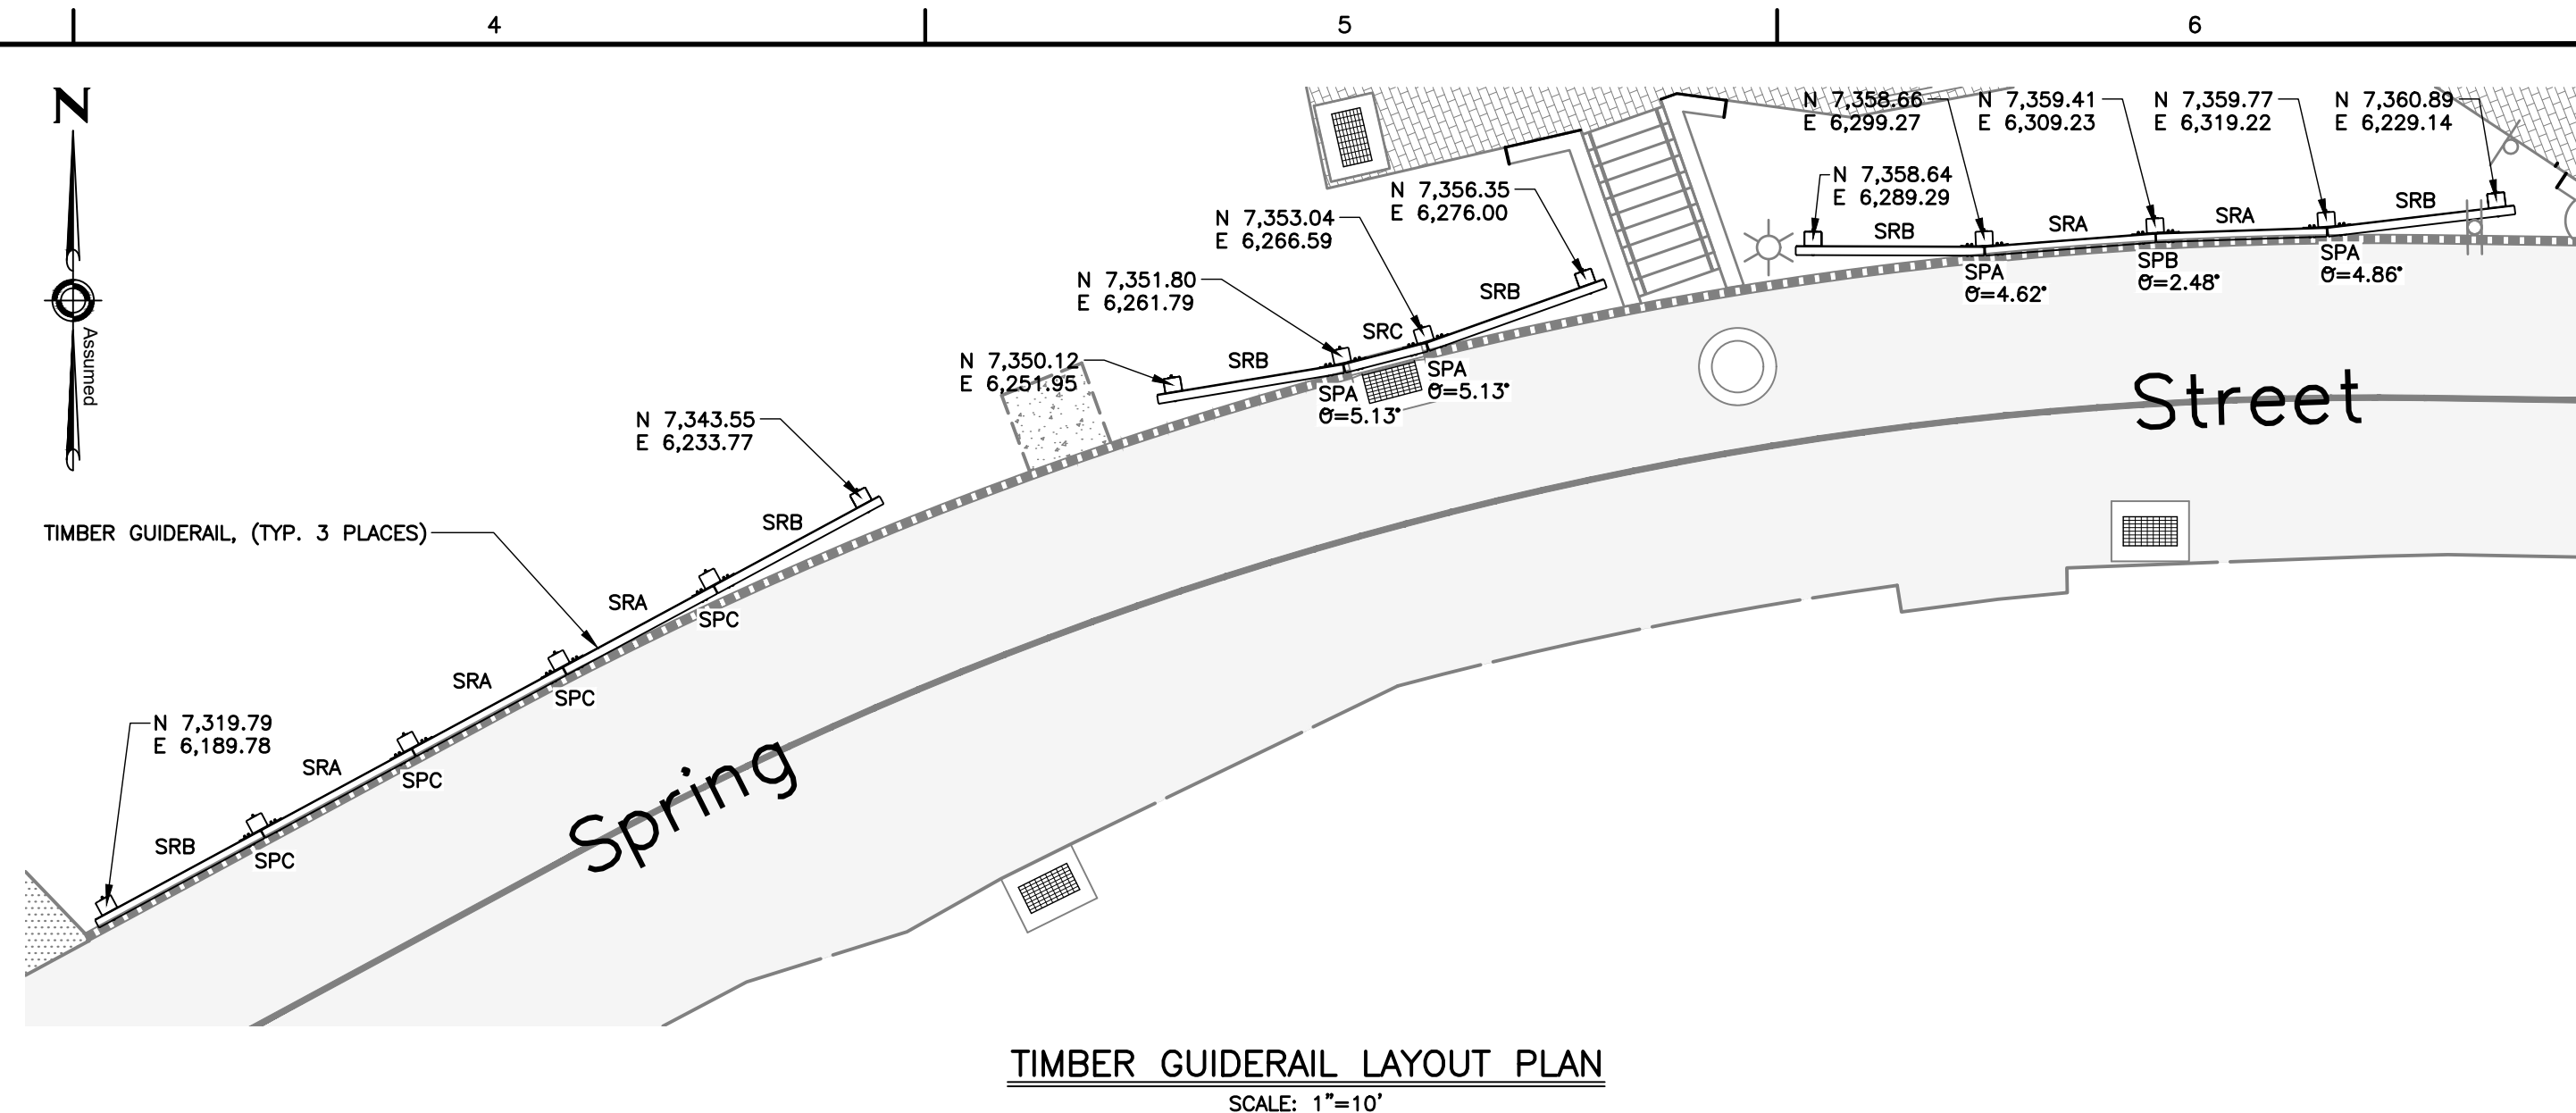 4
5
6
N
Assumed
N 7,358.66
E 6,299.27
N 7,359.41
E 6,309.23
N 7,359.77
E 6,319.22
N 7,360.89
E 6,229.14
N 7,358.64
E 6,289.29
SRB
SRA
SRA
SRB
SPA
Ɵ=4.62°
SPB
Ɵ=2.48°
SPA
Ɵ=4.86°
N 7,356.35
E 6,276.00
N 7,353.04
E 6,266.59
N 7,351.80
E 6,261.79
N 7,350.12
E 6,251.95
SRB
SRC
SRB
SPA
Ɵ=5.13°
SPA
Ɵ=5.13°
Street
N 7,343.55
E 6,233.77
TIMBER GUIDERAIL, (TYP. 3 PLACES)
SRB
SRA
SPC
SRA
SPC
SRA
SPC
SRB
SPC
N 7,319.79
E 6,189.78
Spring
TIMBER GUIDERAIL LAYOUT PLAN
SCALE: 1"=10'